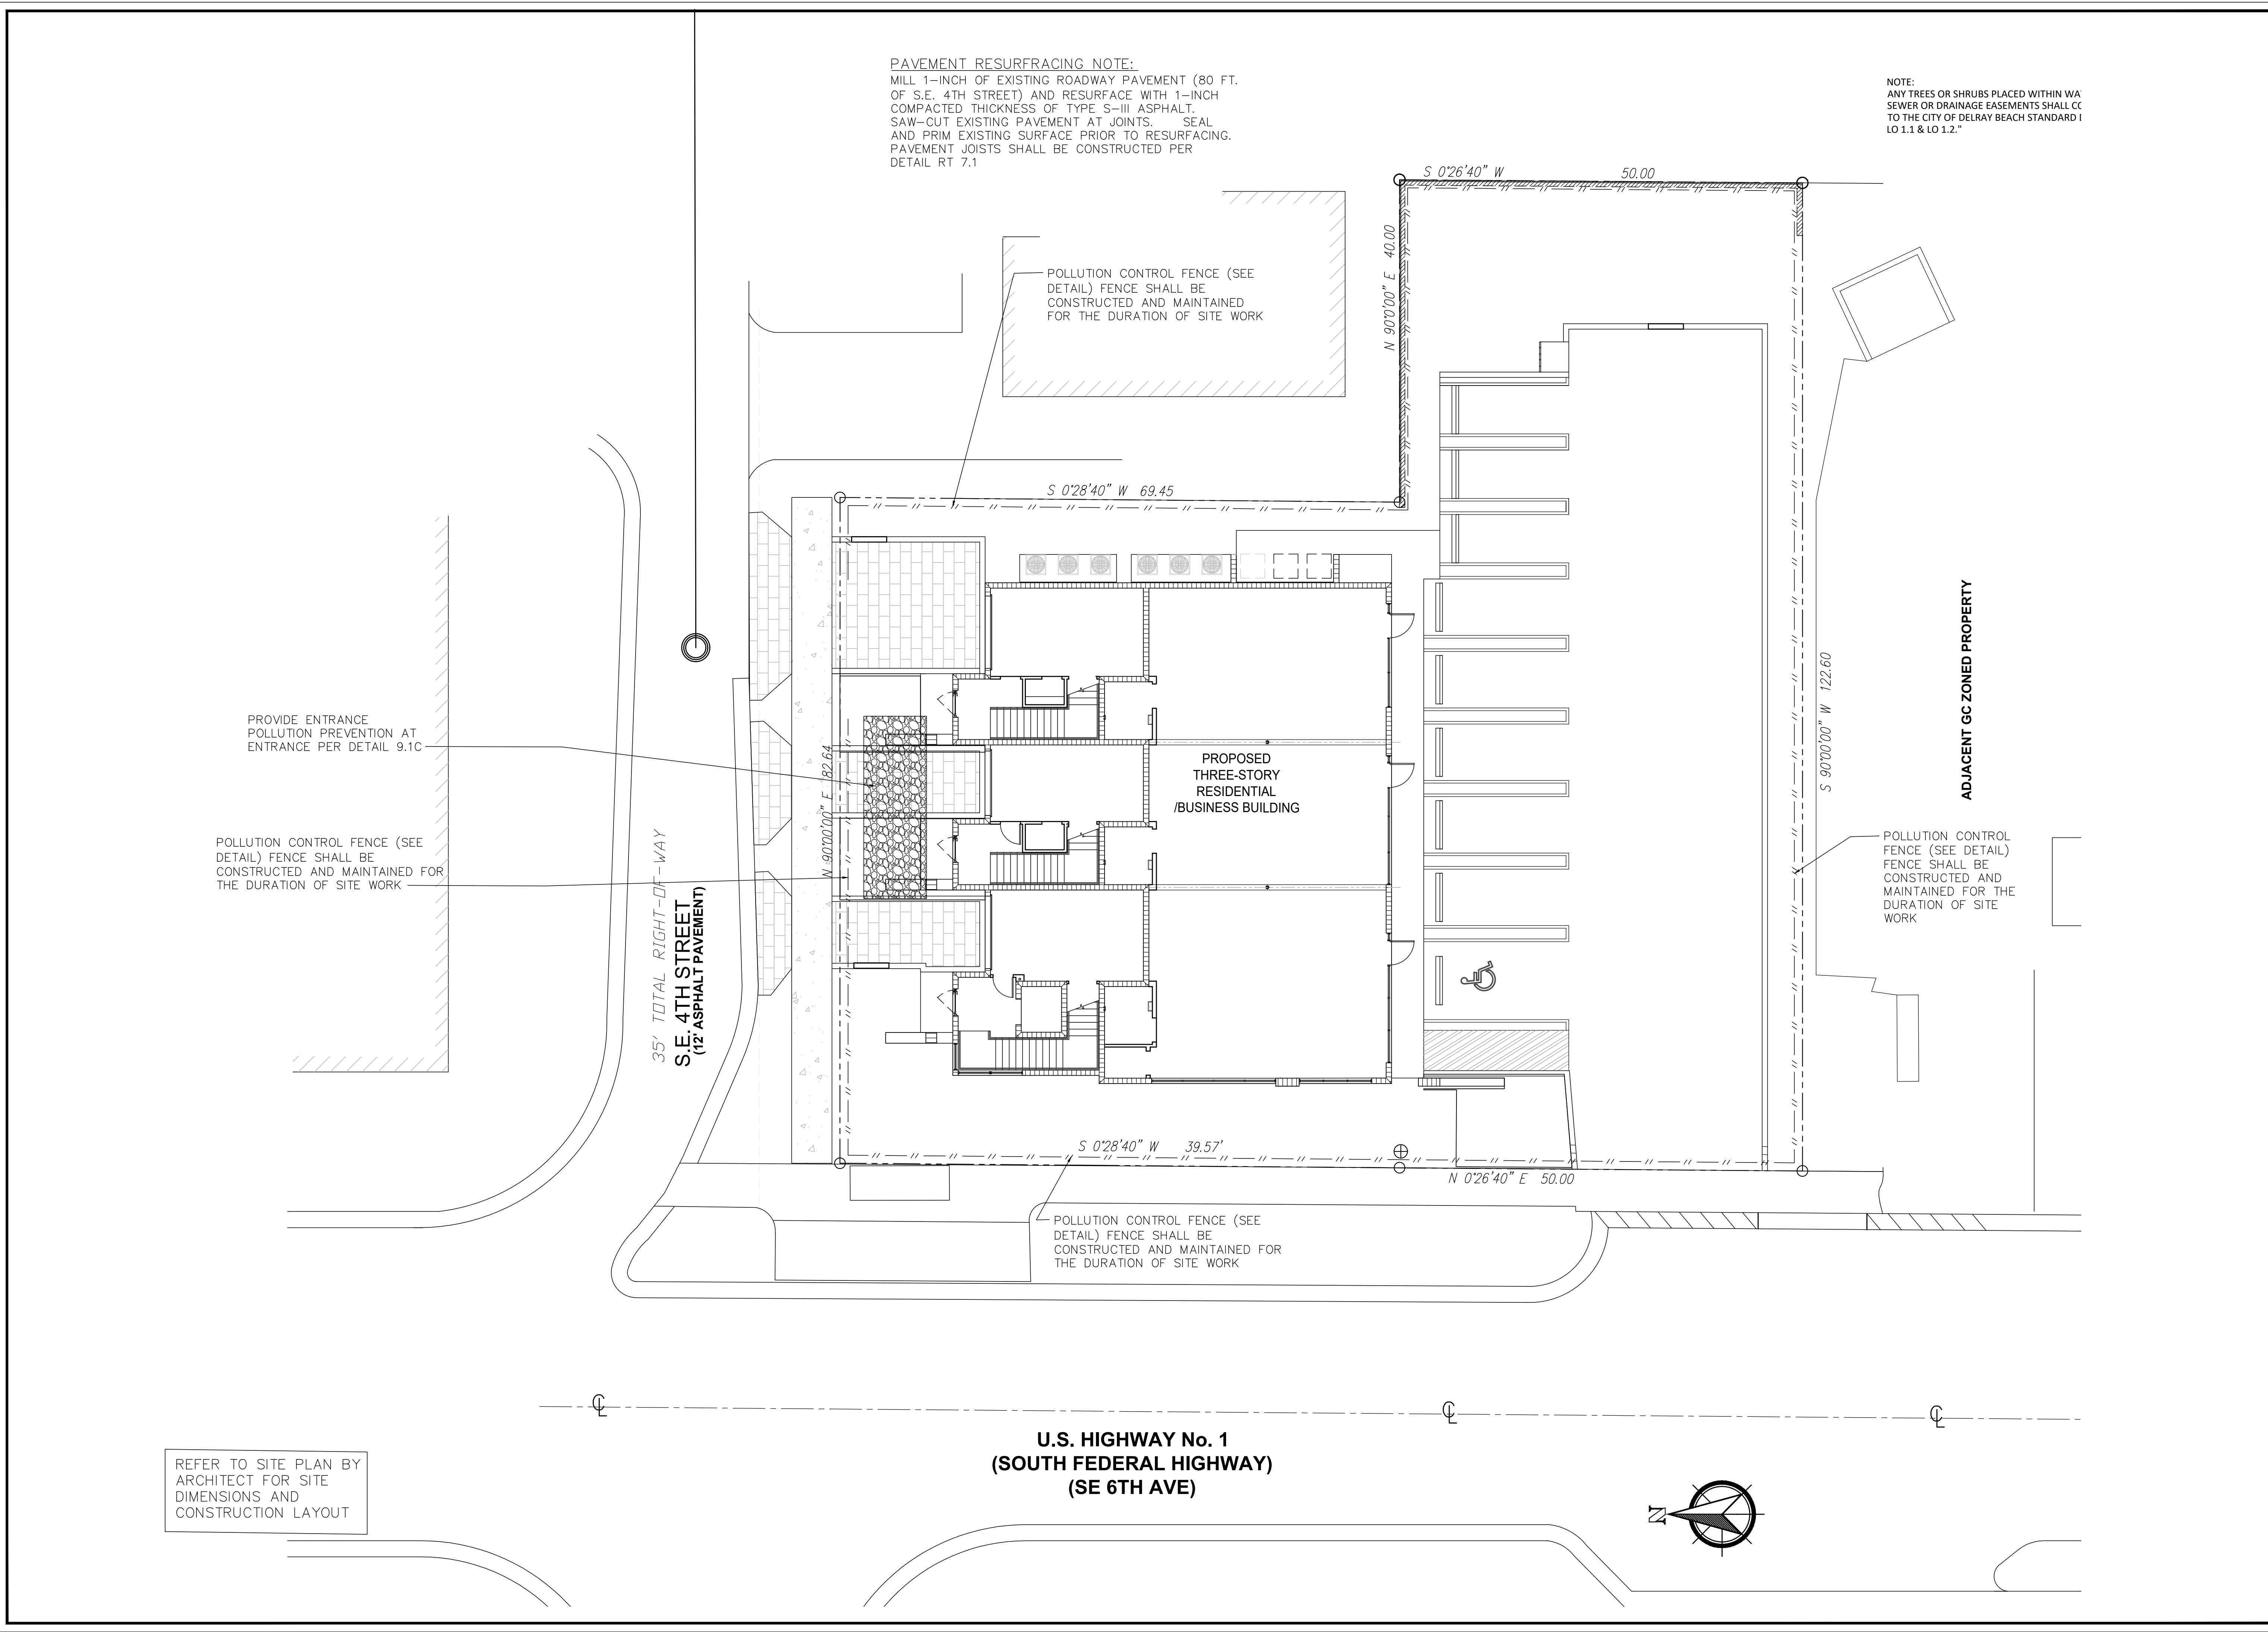 PAVEMENT RESURFRACING NOTE:
MILL 1-INCH OF EXISTING ROADWAY PAVEMENT (80 FT.
OF S.E. 4TH STREET) AND RESURFACE WITH 1-INCH
COMPACTED THICKNESS OF TYPE S-III ASPHALT.
SAW-CUT EXISTING PAVEMENT AT JOINTS. SEAL
AND PRIM EXISTING SURFACE PRIOR TO RESURFACING.
PAVEMENT JOISTS SHALL BE CONSTRUCTED PER
DETAIL RT 7.1
NOTE:
ANY TREES OR SHRUBS PLACED WITHIN WA
SEWER OR DRAINAGE EASEMENTS SHALL CO
TO THE CITY OF DELRAY BEACH STANDARD D
LO 1.1 & LO 1.2."
S 0°26'40" W 50.00
N 90°0'00" E 40.00
POLLUTION CONTROL FENCE (SEE
DETAIL) FENCE SHALL BE
CONSTRUCTED AND MAINTAINED
FOR THE DURATION OF SITE WORK
S 0°28'40" W 69.45
PROVIDE ENTRANCE
POLLUTION PREVENTION AT
ENTRANCE PER DETAIL 9.1C
POLLUTION CONTROL FENCE (SEE
DETAIL) FENCE SHALL BE
CONSTRUCTED AND MAINTAINED FOR
THE DURATION OF SITE WORK
35' TOTAL RIGHT-OF-WAY
S.E. 4TH STREET
(12' ASPHALT PAVEMENT)
N 90°00'00" E 82.64
PROPOSED
THREE-STORY
RESIDENTIAL
/BUSINESS BUILDING
S 90°00'00" W 122.60
ADJACENT GC ZONED PROPERTY
POLLUTION CONTROL
FENCE (SEE DETAIL)
FENCE SHALL BE
CONSTRUCTED AND
MAINTAINED FOR THE
DURATION OF SITE
WORK
S 0°28'40" W 39.57'
N 0°26'40" E 50.00
POLLUTION CONTROL FENCE (SEE
DETAIL) FENCE SHALL BE
CONSTRUCTED AND MAINTAINED FOR
THE DURATION OF SITE WORK
U.S. HIGHWAY No. 1
(SOUTH FEDERAL HIGHWAY)
(SE 6TH AVE)
REFER TO SITE PLAN BY
ARCHITECT FOR SITE
DIMENSIONS AND
CONSTRUCTION LAYOUT
N